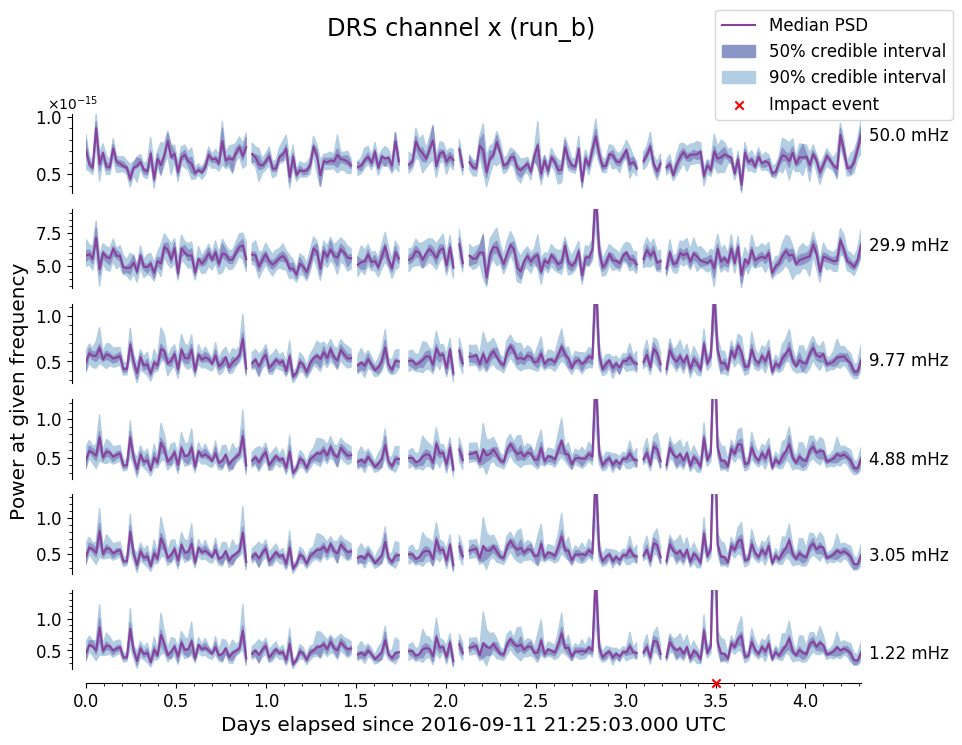 DRS channel x (run_b)
Median PSD
50% credible interval
90% credible interval
Impact event
×10⁻¹⁵
1.0
0.5
50.0 mHz
7.5
5.0
29.9 mHz
1.0
0.5
9.77 mHz
1.0
0.5
4.88 mHz
1.0
0.5
3.05 mHz
1.0
0.5
1.22 mHz
Power at given frequency
0.0 0.5 1.0 1.5 2.0 2.5 3.0 3.5 4.0
Days elapsed since 2016-09-11 21:25:03.000 UTC